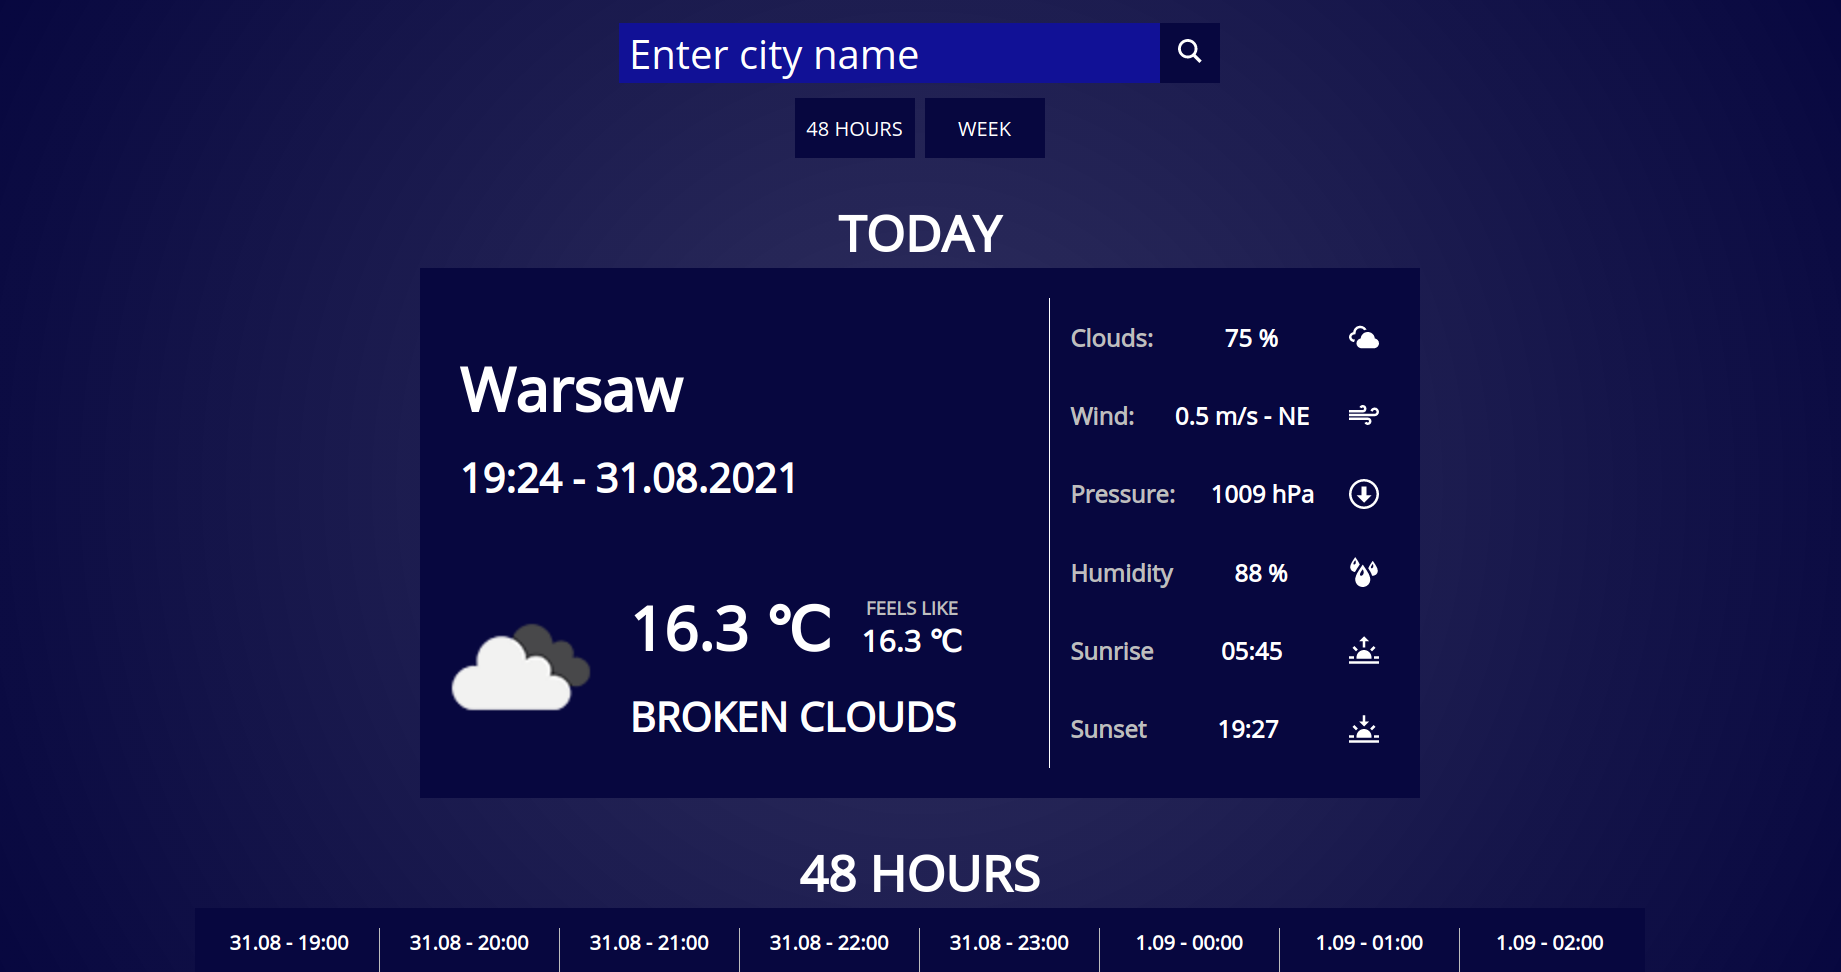 Enter city name
48 HOURS WEEK
TODAY
Warsaw
19:24 - 31.08.2021
16.3 °C
FEELS LIKE
16.3 °C
BROKEN CLOUDS
Clouds: 75 %
Wind: 0.5 m/s - NE
Pressure: 1009 hPa
Humidity 88 %
Sunrise 05:45
Sunset 19:27
48 HOURS
31.08 - 19:00 31.08 - 20:00 31.08 - 21:00 31.08 - 22:00 31.08 - 23:00 1.09 - 00:00 1.09 - 01:00 1.09 - 02:00